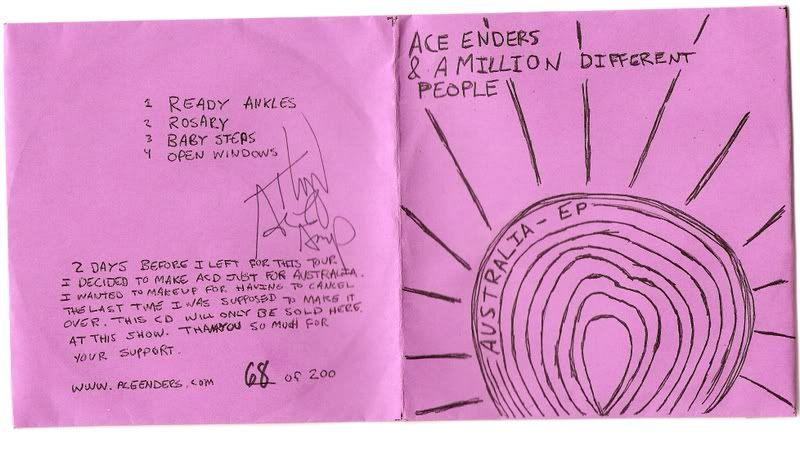 1 READY ANKLES
2 ROSARY
3 BABY STEPS
4 OPEN WINDOWS
2 DAYS BEFORE I LEFT FOR THIS TOUR
I DECIDED TO MAKE A CD JUST FOR AUSTRALIA.
I WANTED TO MAKEUP FOR HAVING TO CANCEL
THE LAST TIME I WAS SUPPOSED TO MAKE IT
OVER. THIS CD WILL ONLY BE SOLD HERE
AT THIS SHOW. THANKYOU SO MUCH FOR
YOUR SUPPORT.
WWW.ACEENDERS.COM 68 OF 200
ACE ENDERS
& A MILLION DIFFERENT
PEOPLE
AUSTRALIA - EP